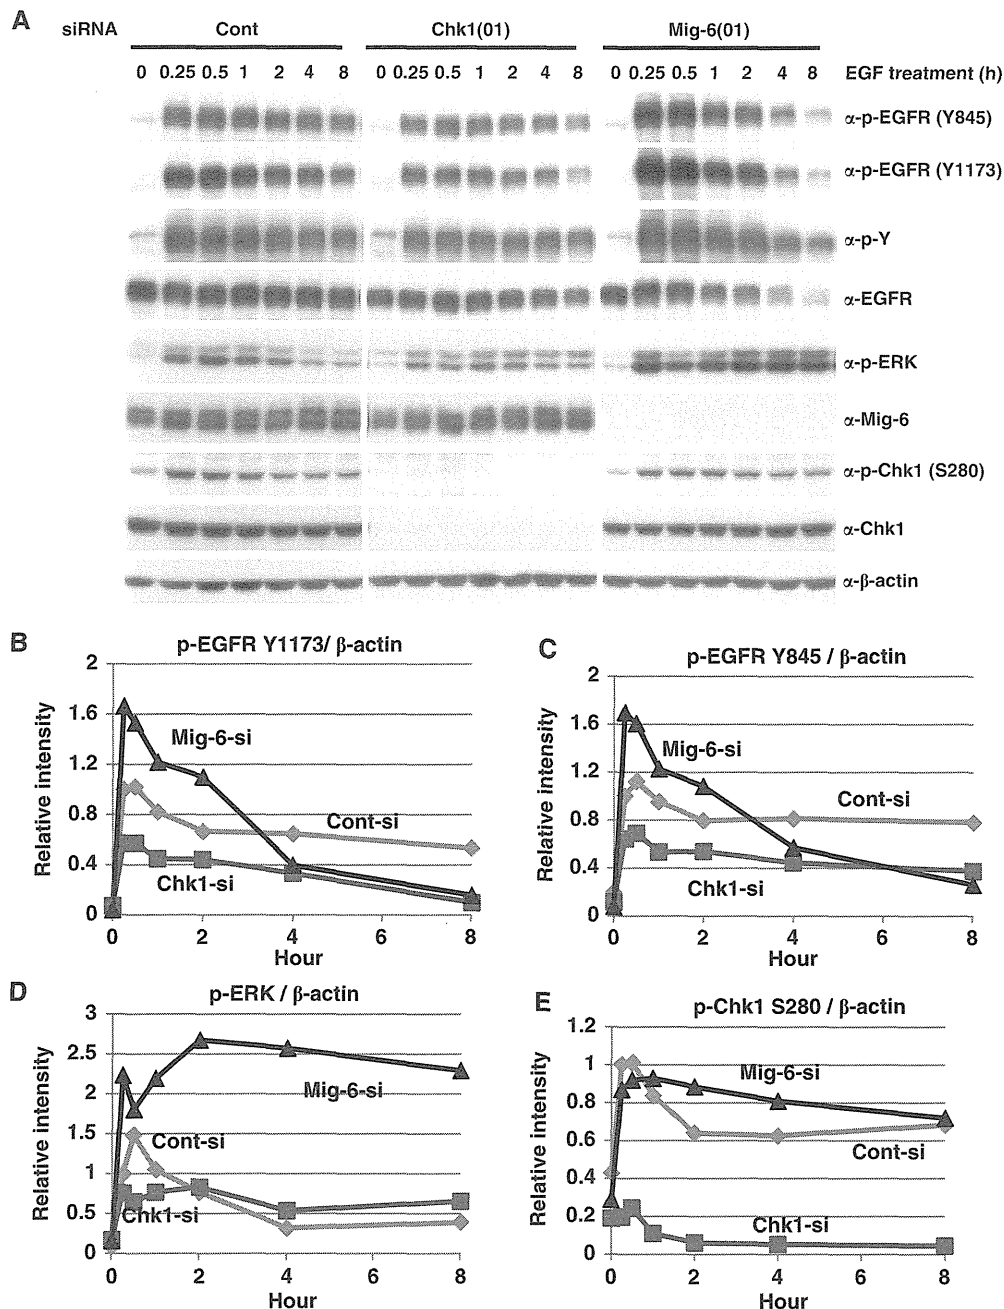 A
siRNA Cont Chk1(01) Mig-6(01)
0 0.25 0.5 1 2 4 8 0 0.25 0.5 1 2 4 8 0 0.25 0.5 1 2 4 8 EGF treatment (h)
α-p-EGFR (Y845)
α-p-EGFR (Y1173)
α-p-Y
α-EGFR
α-p-ERK
α-Mig-6
α-p-Chk1 (S280)
α-Chk1
α-β-actin
B
p-EGFR Y1173/ β-actin
Relative intensity
2
1.6
1.2
0.8
0.4
0
Mig-6-si
Cont-si
Chk1-si
0 2 4 6 8
Hour
C
p-EGFR Y845 / β-actin
Relative intensity
2
1.6
1.2
0.8
0.4
0
Mig-6-si
Cont-si
Chk1-si
0 2 4 6 8
Hour
D
p-ERK / β-actin
Relative intensity
3
2.5
2
1.5
1
0.5
0
Mig-6-si
Cont-si
Chk1-si
0 2 4 6 8
Hour
E
p-Chk1 S280 / β-actin
Relative intensity
1.2
1
0.8
0.6
0.4
0.2
0
Mig-6-si
Cont-si
Chk1-si
0 2 4 6 8
Hour